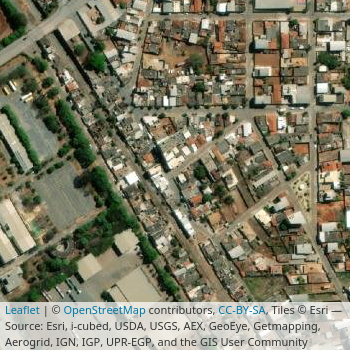 Leaflet | © OpenStreetMap contributors, CC-BY-SA, Tiles © Esri —
Source: Esri, i-cubed, USDA, USGS, AEX, GeoEye, Getmapping,
Aerogrid, IGN, IGP, UPR-EGP, and the GIS User Community